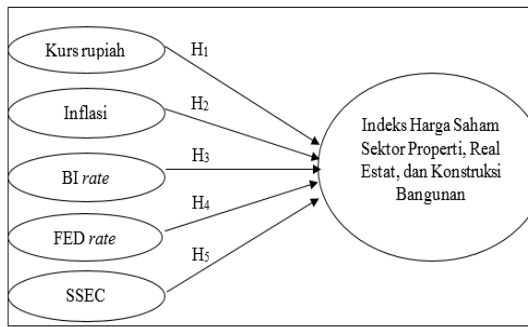 Kurs rupiah
H1
Inflasi
H2
BI rate
H3
FED rate
H4
SSEC
H5
Indeks Harga Saham
Sektor Properti, Real
Estat, dan Konstruksi
Bangunan